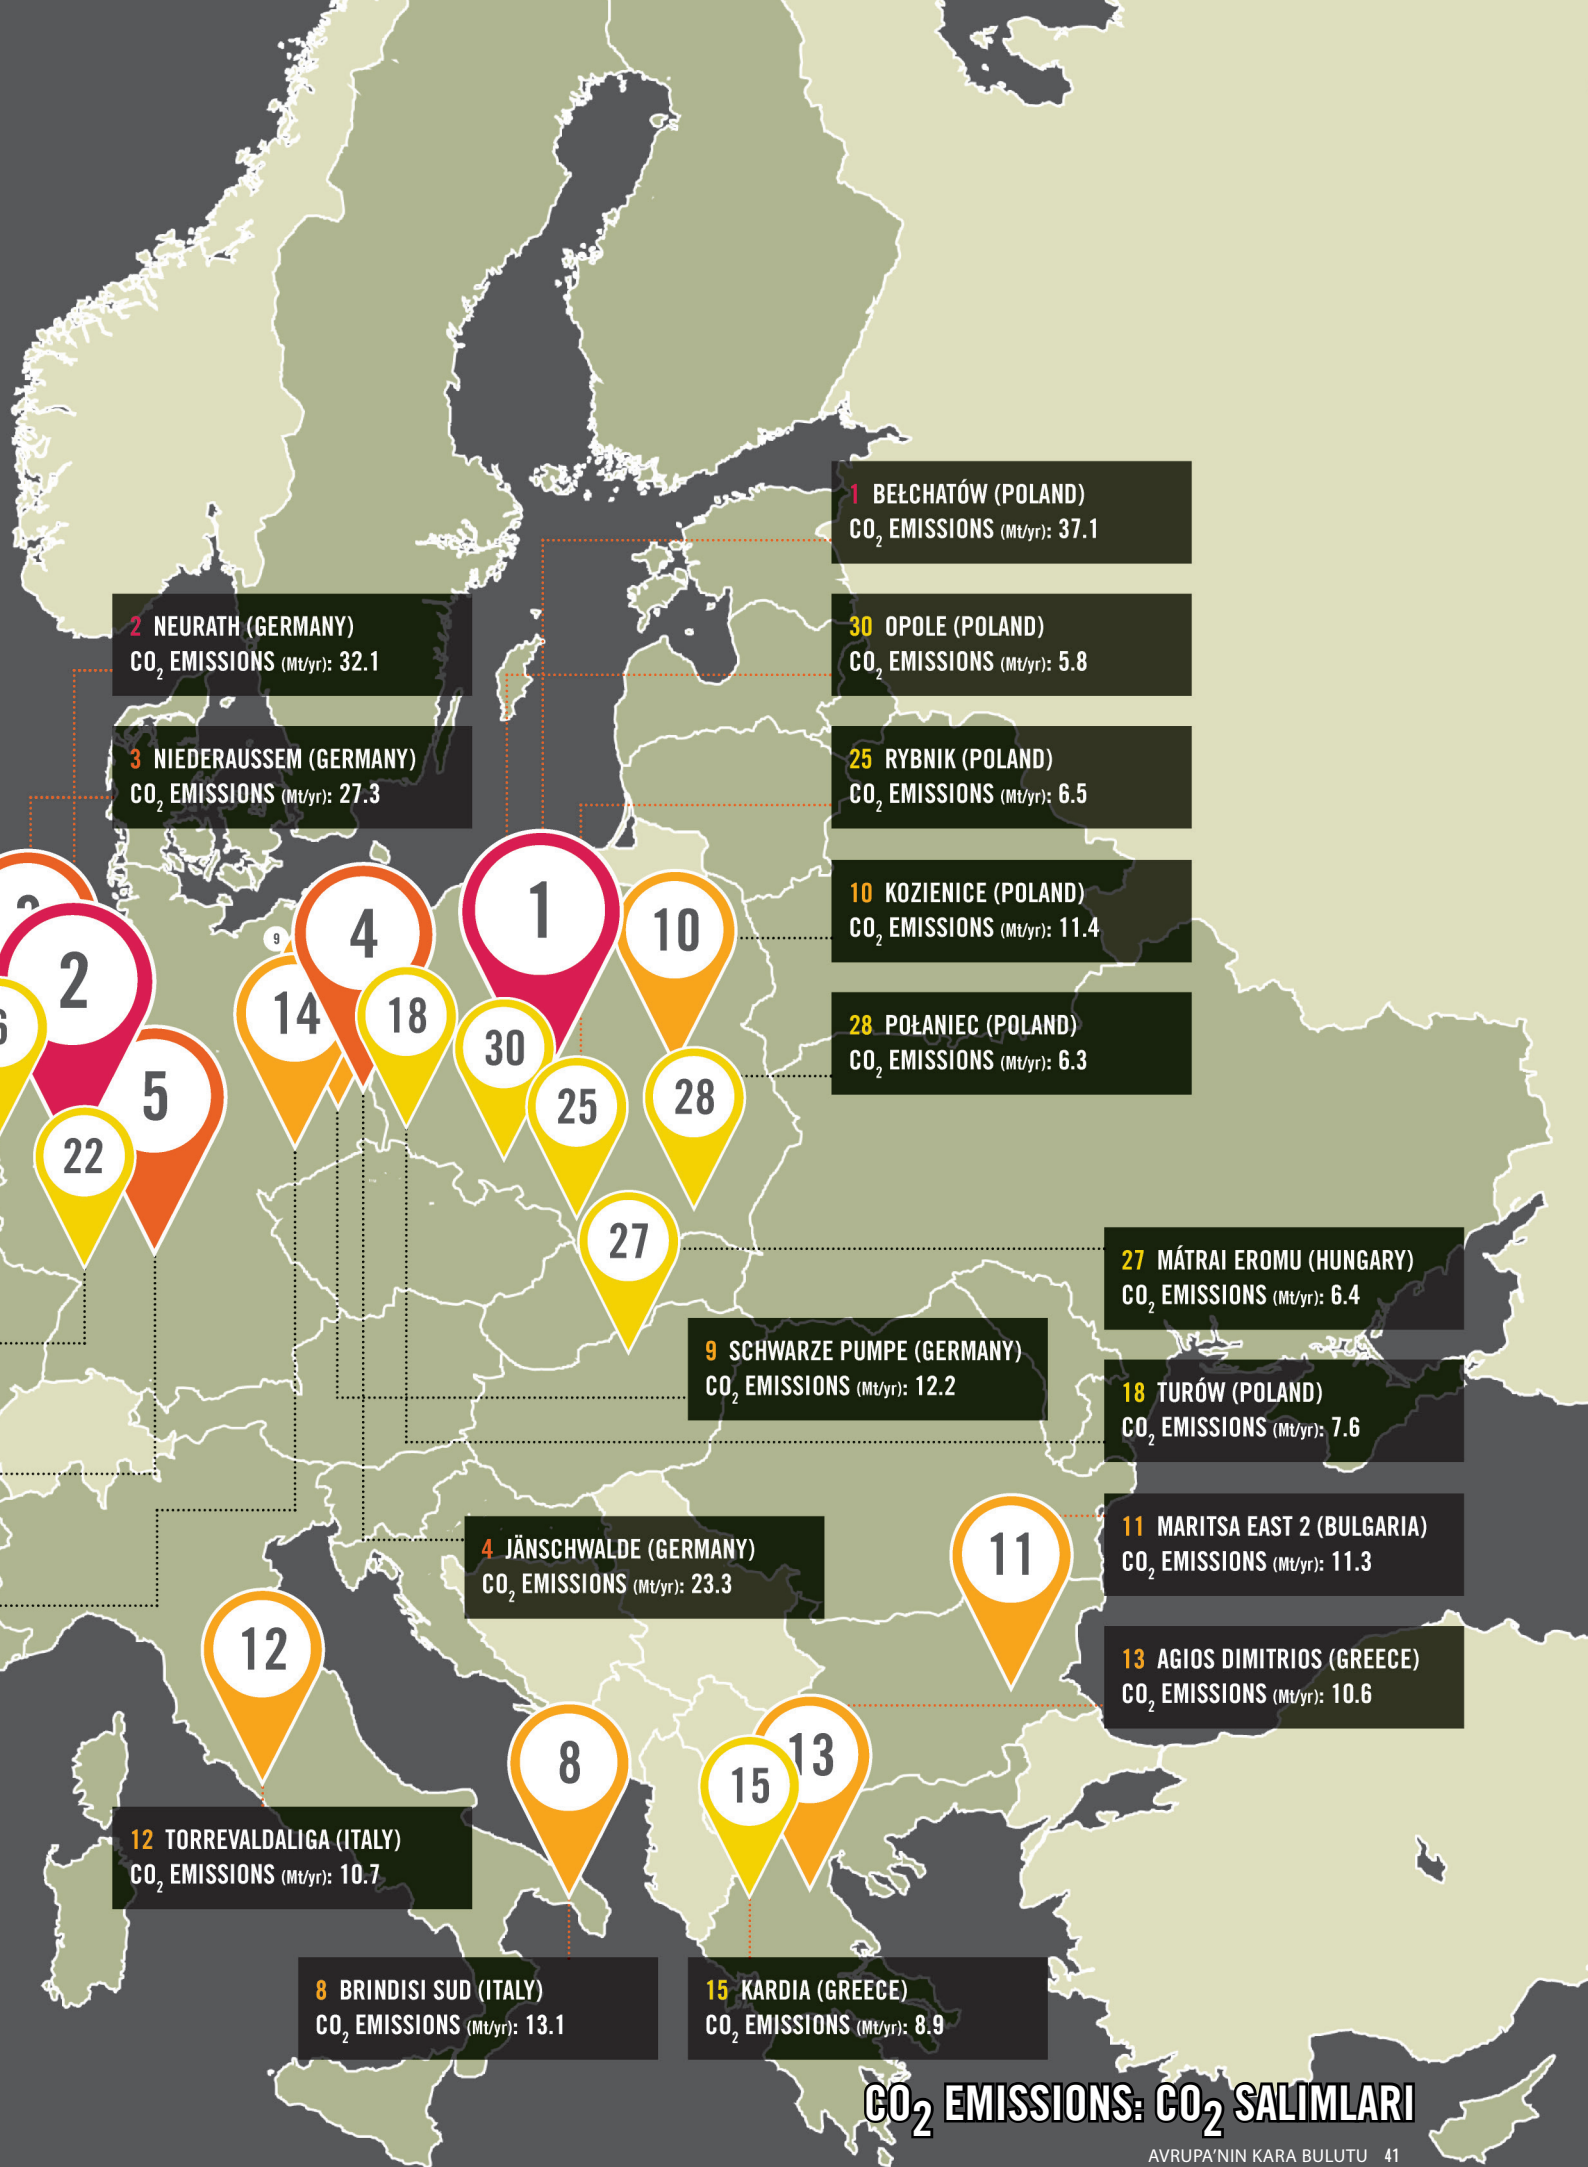 1 BEŁCHATÓW (POLAND)
CO2 EMISSIONS (Mt/yr): 37.1
2 NEURATH (GERMANY)
CO2 EMISSIONS (Mt/yr): 32.1
30 OPOLE (POLAND)
CO2 EMISSIONS (Mt/yr): 5.8
3 NIEDERAUSSEM (GERMANY)
CO2 EMISSIONS (Mt/yr): 27.3
25 RYBNIK (POLAND)
CO2 EMISSIONS (Mt/yr): 6.5
10 KOZIENICE (POLAND)
CO2 EMISSIONS (Mt/yr): 11.4
28 POŁANIEC (POLAND)
CO2 EMISSIONS (Mt/yr): 6.3
1
10
4
9
2
14
18
30
5
25
28
22
27
27 MÁTRAI EROMU (HUNGARY)
CO2 EMISSIONS (Mt/yr): 6.4
9 SCHWARZE PUMPE (GERMANY)
CO2 EMISSIONS (Mt/yr): 12.2
18 TURÓW (POLAND)
CO2 EMISSIONS (Mt/yr): 7.6
4 JÄNSCHWALDE (GERMANY)
CO2 EMISSIONS (Mt/yr): 23.3
11
11 MARITSA EAST 2 (BULGARIA)
CO2 EMISSIONS (Mt/yr): 11.3
12
13 AGIOS DIMITRIOS (GREECE)
CO2 EMISSIONS (Mt/yr): 10.6
8
15
13
12 TORREVALDALIGA (ITALY)
CO2 EMISSIONS (Mt/yr): 10.7
8 BRINDISI SUD (ITALY)
CO2 EMISSIONS (Mt/yr): 13.1
15 KARDIA (GREECE)
CO2 EMISSIONS (Mt/yr): 8.9
CO2 EMISSIONS: CO2 SALIMLARI
AVRUPA'NIN KARA BULUTU 41